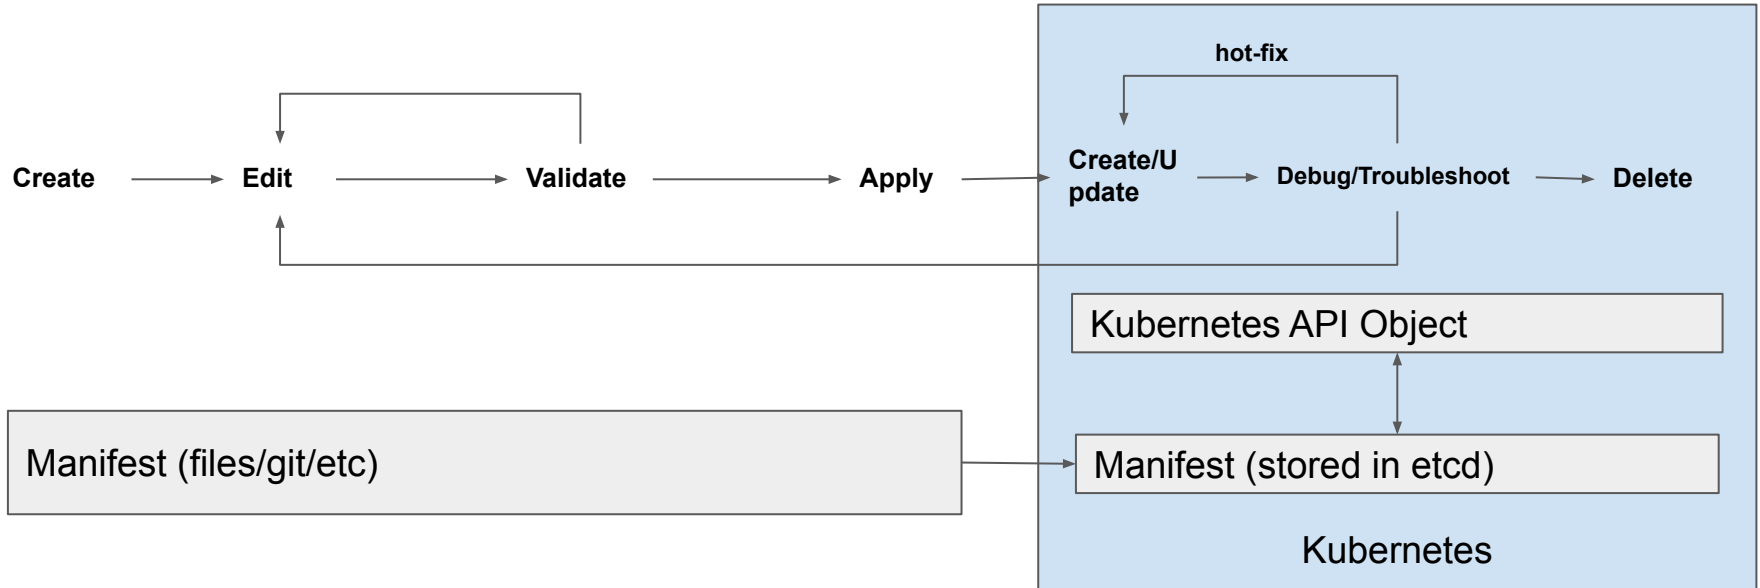 hot-fix
Create
Edit
Validate
Apply
Create/U
pdate
Debug/Troubleshoot
Delete
Kubernetes API Object
Manifest (files/git/etc)
Manifest (stored in etcd)
Kubernetes